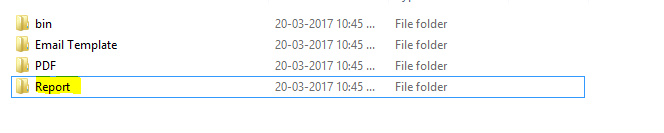 bin 20-03-2017 10:45 ... File folder
Email Template 20-03-2017 10:45 ... File folder
PDF 20-03-2017 10:45 ... File folder
Report 20-03-2017 10:45 ... File folder